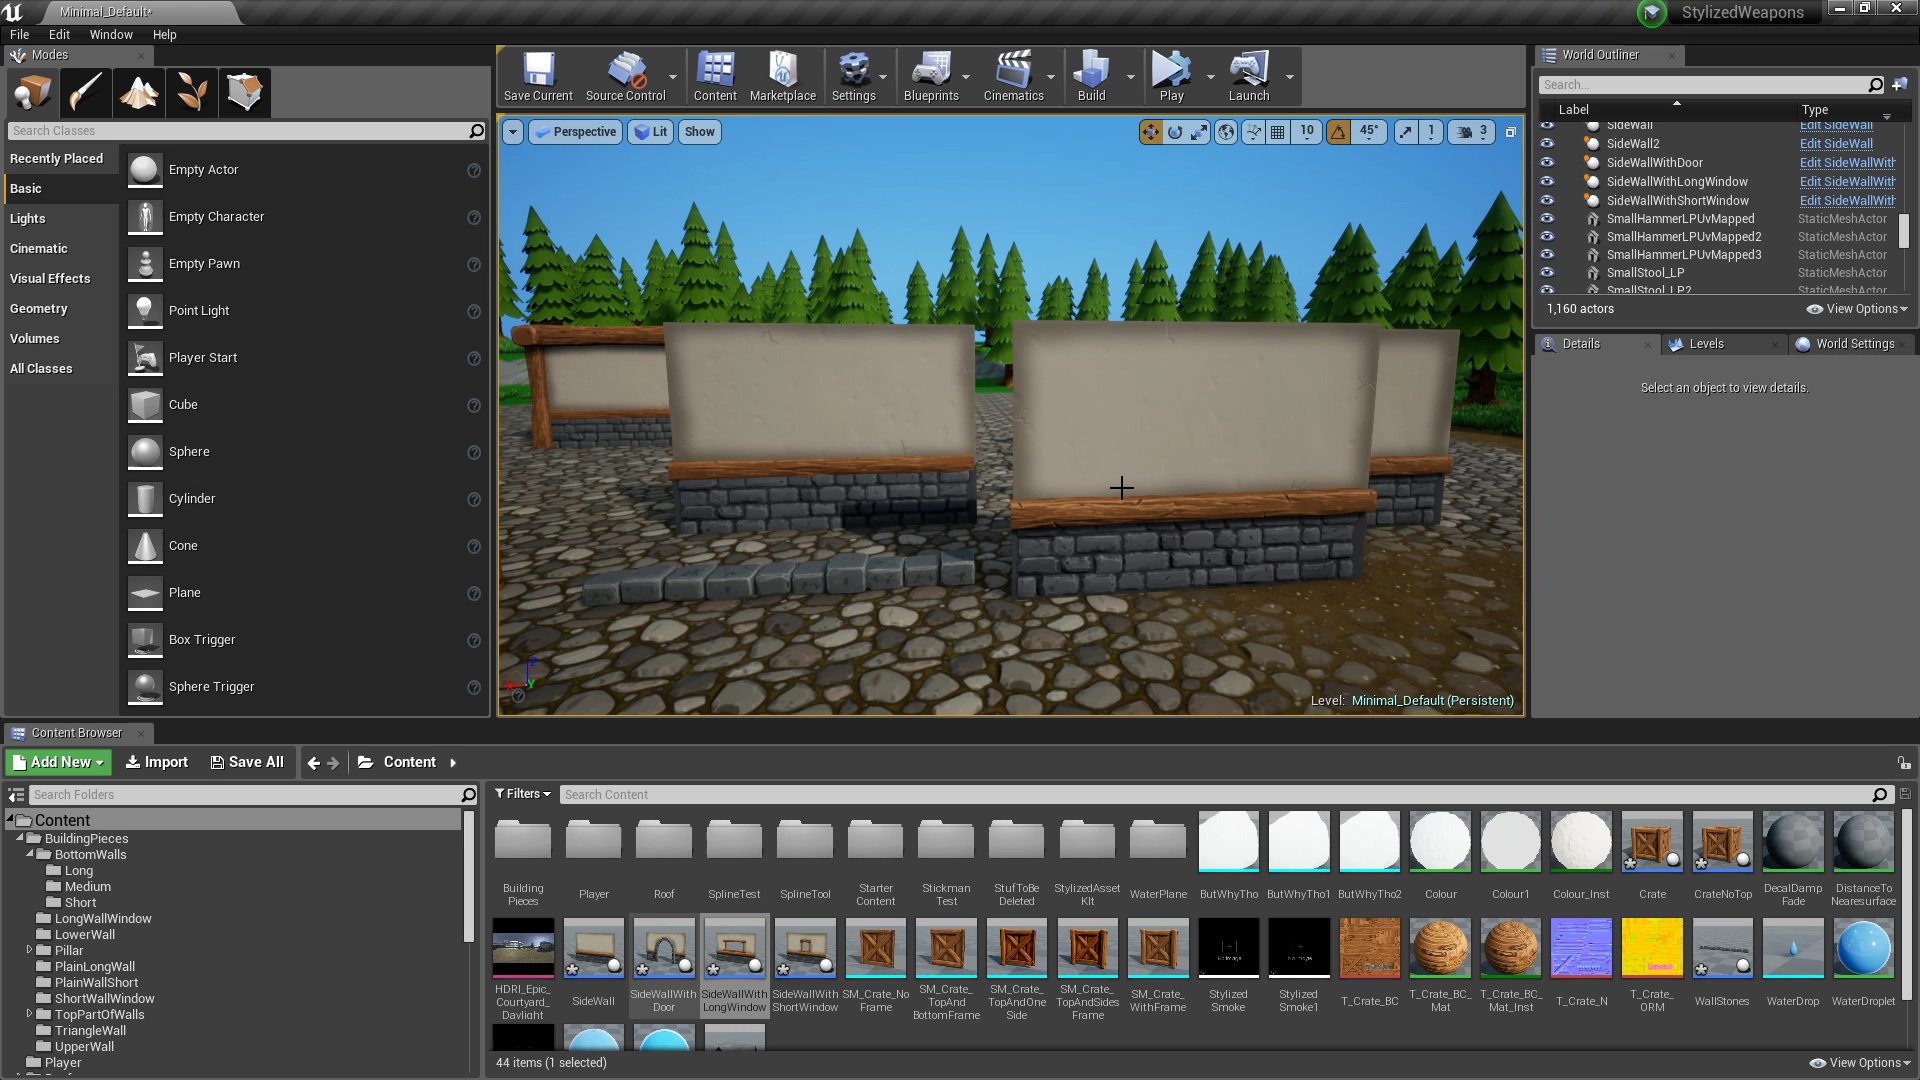 Minimal_Default*
StylizedWeapons
File Edit Window Help
Modes
Search Classes
Recently Placed
Basic
Lights
Cinematic
Visual Effects
Geometry
Volumes
All Classes
Empty Actor
Empty Character
Empty Pawn
Point Light
Player Start
Cube
Sphere
Cylinder
Cone
Plane
Box Trigger
Sphere Trigger
Save Current
Source Control
Content
Marketplace
Settings
Blueprints
Cinematics
Build
Play
Launch
Perspective
Lit
Show
10
45°
1
3
Z
Y
Level: Minimal_Default (Persistent)
World Outliner
Search...
Label Type
SideWall Edit SideWall
SideWall2 Edit SideWall
SideWallWithDoor Edit SideWallWith
SideWallWithLongWindow Edit SideWallWith
SideWallWithShortWindow Edit SideWallWith
SmallHammerLPUvMapped StaticMeshActor
SmallHammerLPUvMapped2 StaticMeshActor
SmallHammerLPUvMapped3 StaticMeshActor
SmallStool_LP StaticMeshActor
SmallStool_LP2 StaticMeshActor
1,160 actors
View Options
Details
Levels
World Settings
Select an object to view details.
Content Browser
Add New
Import
Save All
Content
Search Folders
Content
BuildingPieces
BottomWalls
Long
Medium
Short
LongWallWindow
LowerWall
Pillar
PlainLongWall
PlainWallShort
ShortWallWindow
TopPartOfWalls
TriangleWall
UpperWall
Player
Filters
Search Content
Building Pieces
Player
Roof
SplineTest
SplineTool
Starter Content
Stickman Test
StufToBe Deleted
StylizedAsset KIt
WaterPlane
ButWhyTho
ButWhyTho1
ButWhyTho2
Colour
Colour1
Colour_Inst
Crate
CrateNoTop
DecalDamp Fade
DistanceTo Nearesurface
HDRI_Epic_ Courtyard_ Daylight
SideWall
SideWallWith Door
SideWallWith LongWindow
SideWallWith ShortWindow
SM_Crate_No Frame
SM_Crate_ TopAnd BottomFrame
SM_Crate_ TopAndOne Side
SM_Crate_ TopAndSides Frame
SM_Crate_ WithFrame
Stylized Smoke
Stylized Smoke1
T_Crate_BC
T_Crate_BC_ Mat
T_Crate_BC_ Mat_Inst
T_Crate_N
T_Crate_ ORM
WallStones
WaterDrop
WaterDroplet
44 items (1 selected)
View Options